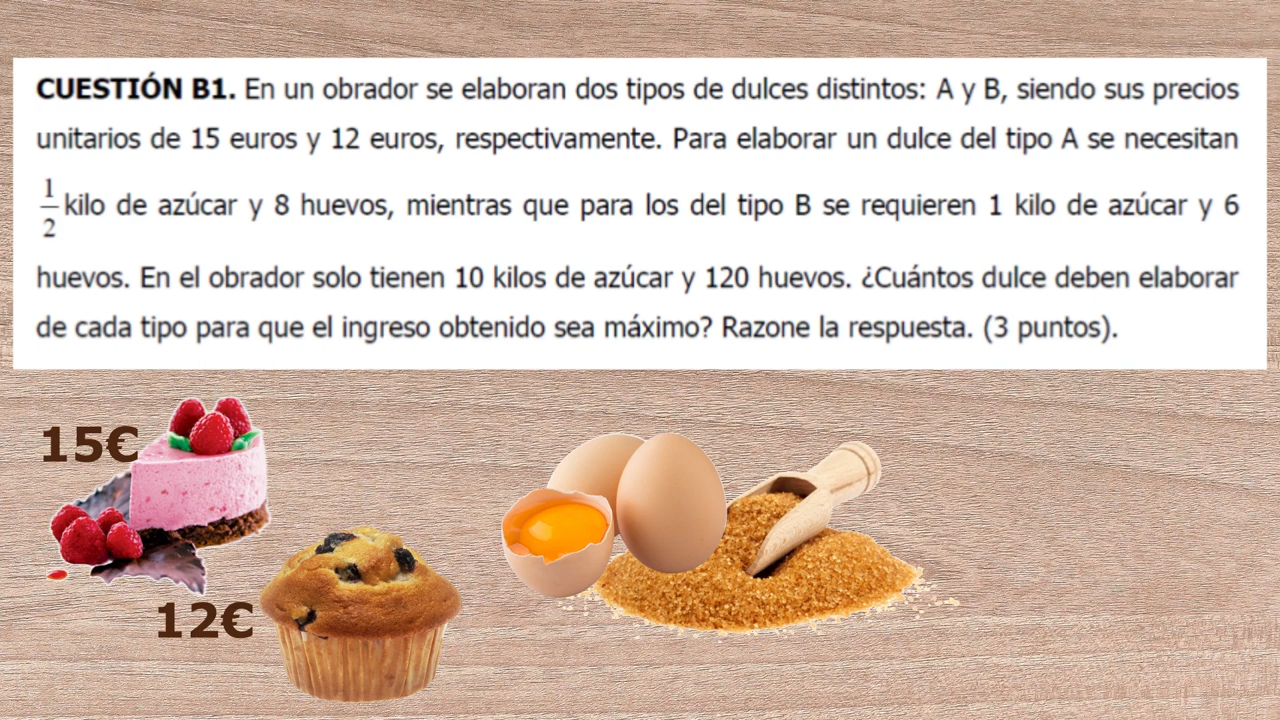 CUESTIÓN B1. En un obrador se elaboran dos tipos de dulces distintos: A y B, siendo sus precios
unitarios de 15 euros y 12 euros, respectivamente. Para elaborar un dulce del tipo A se necesitan
1/2 kilo de azúcar y 8 huevos, mientras que para los del tipo B se requieren 1 kilo de azúcar y 6
huevos. En el obrador solo tienen 10 kilos de azúcar y 120 huevos. ¿Cuántos dulce deben elaborar
de cada tipo para que el ingreso obtenido sea máximo? Razone la respuesta. (3 puntos).
15€
12€